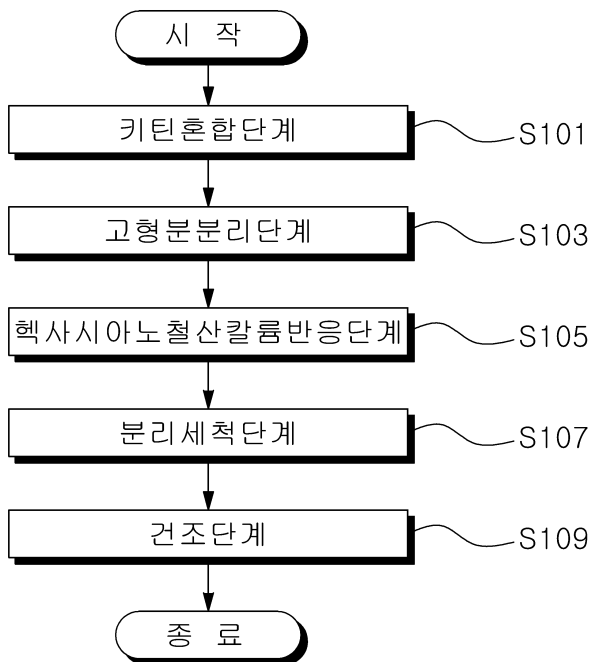 시 작
키틴혼합단계
S101
고형분분리단계
S103
헥사시아노철산칼륨반응단계
S105
분리세척단계
S107
건조단계
S109
종 료